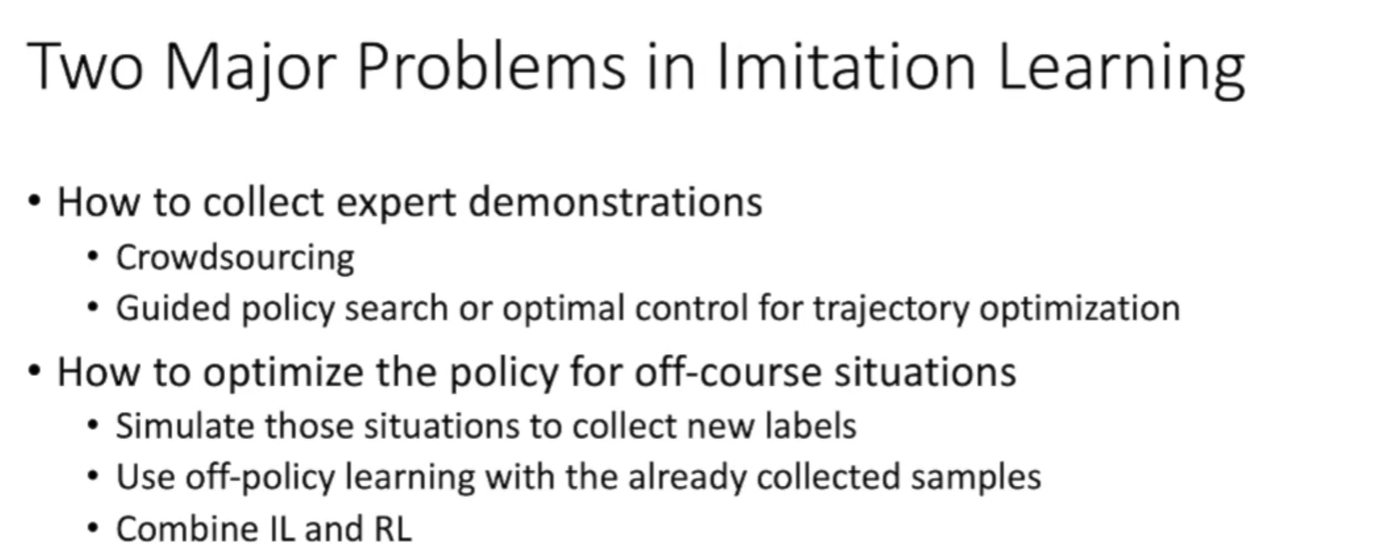 Two Major Problems in Imitation Learning
• How to collect expert demonstrations
• Crowdsourcing
• Guided policy search or optimal control for trajectory optimization
• How to optimize the policy for off-course situations
• Simulate those situations to collect new labels
• Use off-policy learning with the already collected samples
• Combine IL and RL